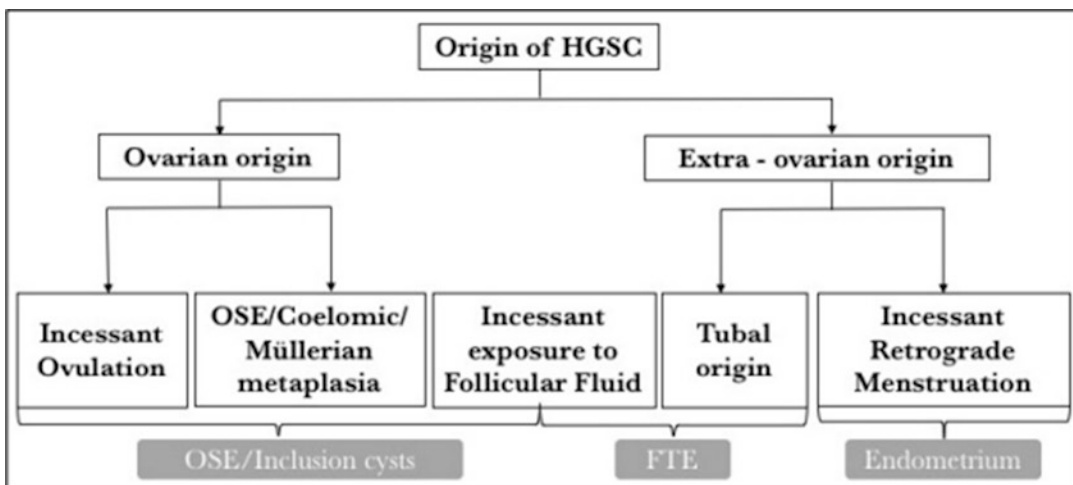 Origin of HGSC
Ovarian origin
Extra - ovarian origin
Incessant
Ovulation
OSE/Coelomic/
Müllerian
metaplasia
Incessant
exposure to
Follicular Fluid
Tubal
origin
Incessant
Retrograde
Menstruation
OSE/Inclusion cysts
FTE
Endometrium